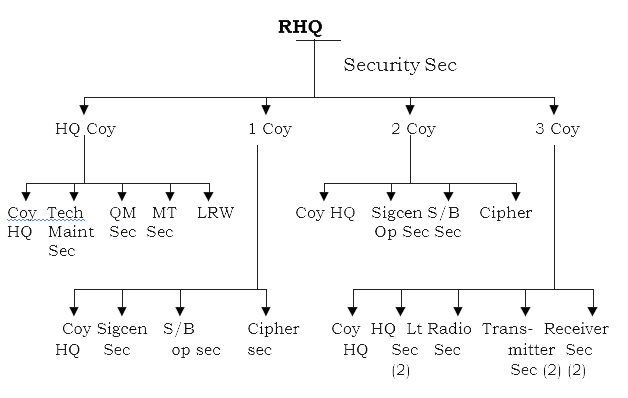 RHQ
Security Sec
HQ Coy 1 Coy 2 Coy 3 Coy
Coy Tech QM MT LRW Coy HQ Sigcen S/B Cipher
HQ Maint Sec Sec Op Sec Sec
Sec
Coy Sigcen S/B Cipher Coy HQ Lt Radio Trans- Receiver
HQ Sec op sec sec HQ Sec Sec mitter Sec
(2) Sec (2) (2)